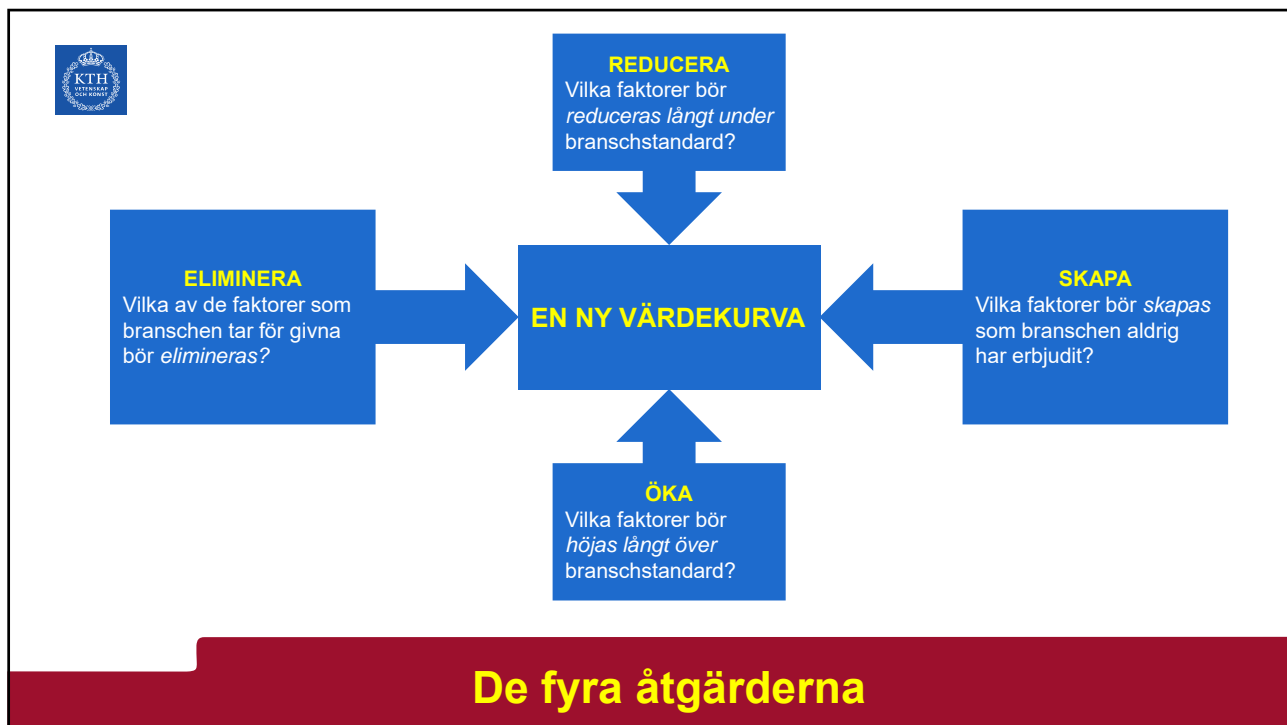 KTH
VETENSKAP
OCH KONST
REDUCERA
Vilka faktorer bör
reduceras långt under
branschstandard?
ELIMINERA
Vilka av de faktorer som
branschen tar för givna
bör elimineras?
EN NY VÄRDEKURVA
SKAPA
Vilka faktorer bör skapas
som branschen aldrig
har erbjudit?
ÖKA
Vilka faktorer bör
höjas långt över
branschstandard?
De fyra åtgärderna